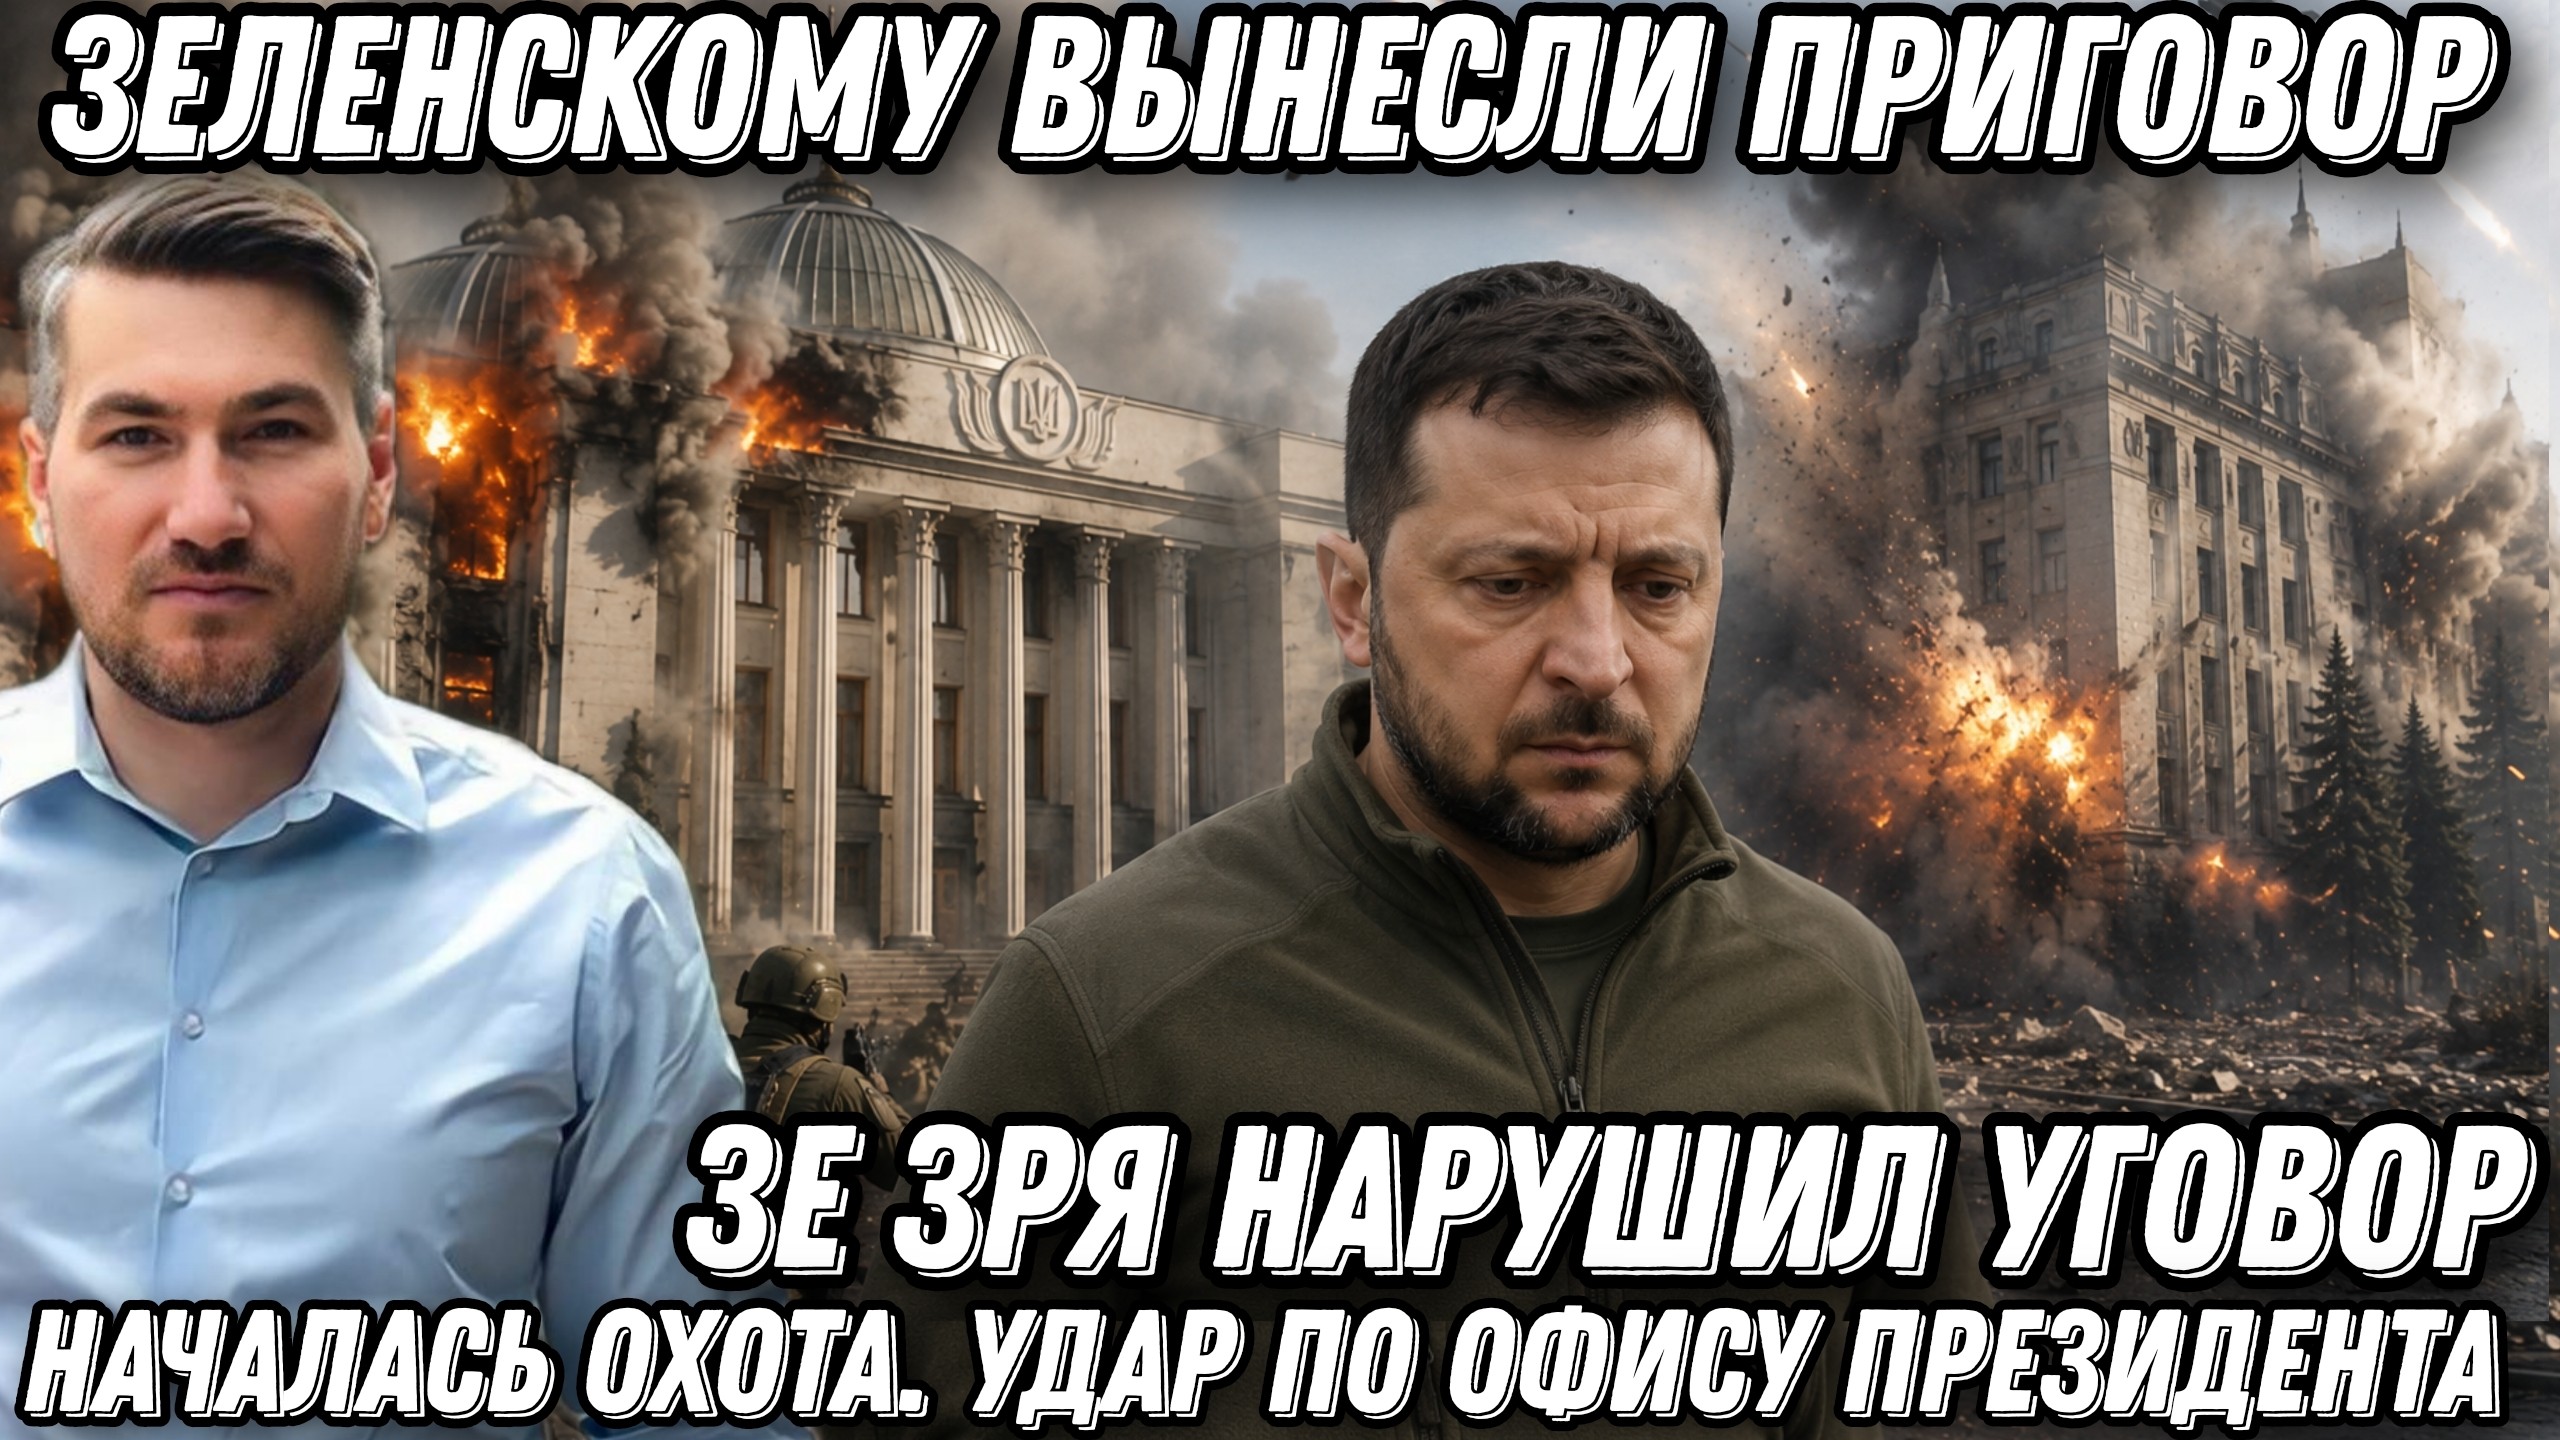 ЗЕЛЕНСКОМУ ВЫНЕСЛИ ПРИГОВОР
ЗЕ ЗРЯ НАРУШИЛ УГОВОР
НАЧАЛАСЬ ОХОТА. УДАР ПО ОФИСУ ПРЕЗИДЕНТА